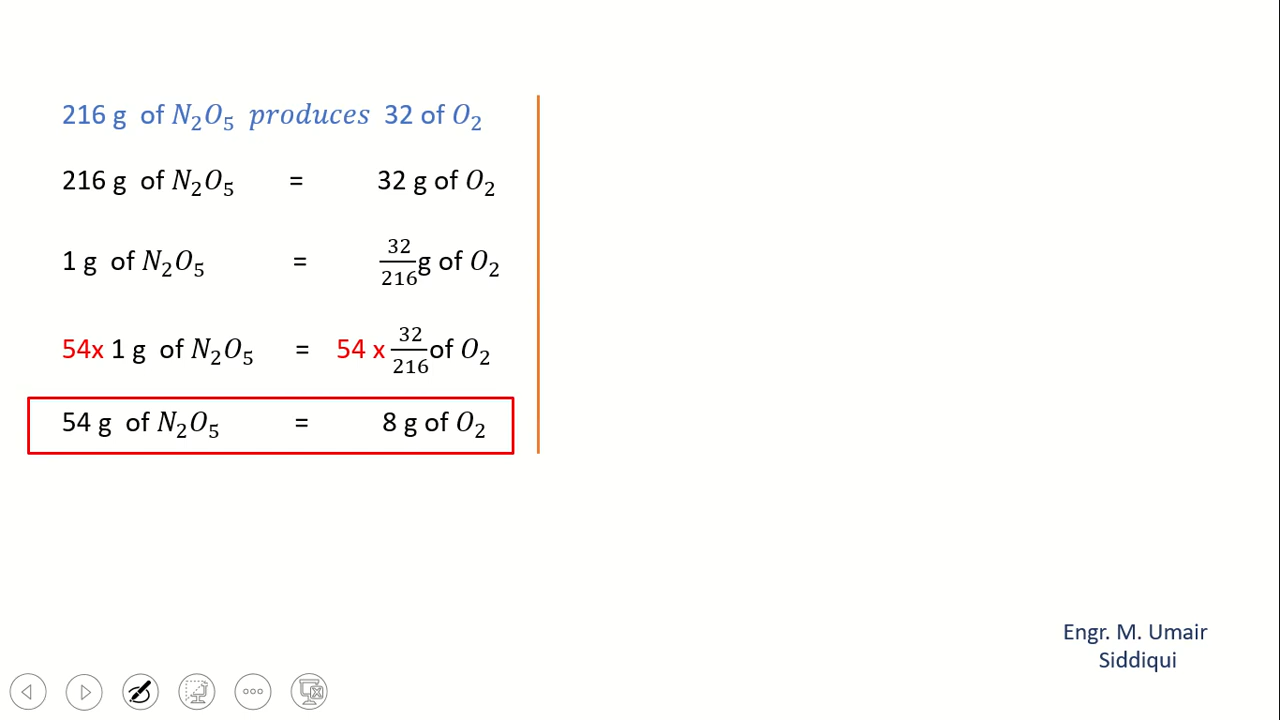 216 g of N₂O₅ produces 32 of O₂
216 g of N₂O₅ = 32 g of O₂
1 g of N₂O₅ = 32/216 g of O₂
54x 1 g of N₂O₅ = 54 x 32/216 of O₂
54 g of N₂O₅ = 8 g of O₂
Engr. M. Umair
Siddiqui